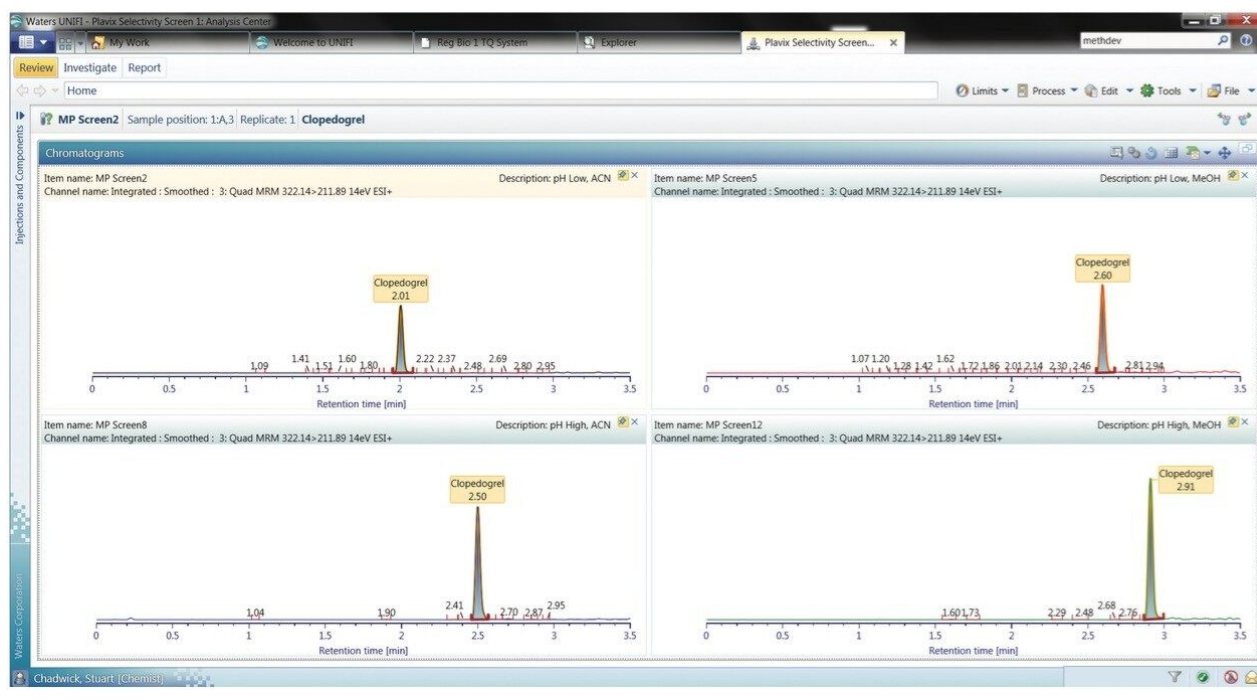 Waters UNIFI - Plavix Selectivity Screen 1: Analysis Center
My Work Welcome to UNIFI Reg Bio 1 TQ System Explorer Plavix Selectivity Screen... methdev
Review Investigate Report
Home Limits Process Edit Tools File
MP Screen2 Sample position: 1:A,3 Replicate: 1 Clopedogrel
Injections and Components
Chromatograms
Item name: MP Screen2 Description: pH Low, ACN
Channel name: Integrated : Smoothed : 3: Quad MRM 322.14>211.89 14eV ESI+
Clopedogrel
2.01
1.09 1.41 1.51 1.60 1.80 2.22 2.37 2.48 2.69 2.80 2.95
0 0.5 1 1.5 2 2.5 3 3.5
Retention time [min]
Item name: MP Screen5 Description: pH Low, MeOH
Channel name: Integrated : Smoothed : 3: Quad MRM 322.14>211.89 14eV ESI+
Clopedogrel
2.60
1.07 1.20 1.28 1.42 1.62 1.72 1.86 2.01 2.14 2.30 2.46 2.81 2.94
0 0.5 1 1.5 2 2.5 3 3.5
Retention time [min]
Item name: MP Screen8 Description: pH High, ACN
Channel name: Integrated : Smoothed : 3: Quad MRM 322.14>211.89 14eV ESI+
Clopedogrel
2.50
1.04 1.90 2.41 2.70 2.87 2.95
0 0.5 1 1.5 2 2.5 3 3.5
Retention time [min]
Item name: MP Screen12 Description: pH High, MeOH
Channel name: Integrated : Smoothed : 3: Quad MRM 322.14>211.89 14eV ESI+
Clopedogrel
2.91
1.60 1.73 2.29 2.48 2.68 2.76
0 0.5 1 1.5 2 2.5 3 3.5
Retention time [min]
Waters Corporation
Chadwick, Stuart [Chemist]